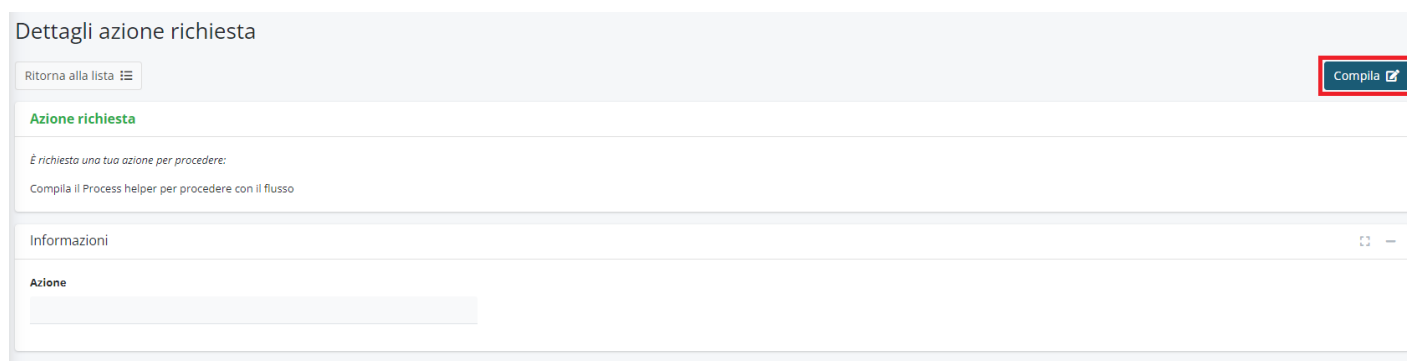 Dettagli azione richiesta
Ritorna alla lista
Compila
Azione richiesta
È richiesta una tua azione per procedere:
Compila il Process helper per procedere con il flusso
Informazioni
Azione